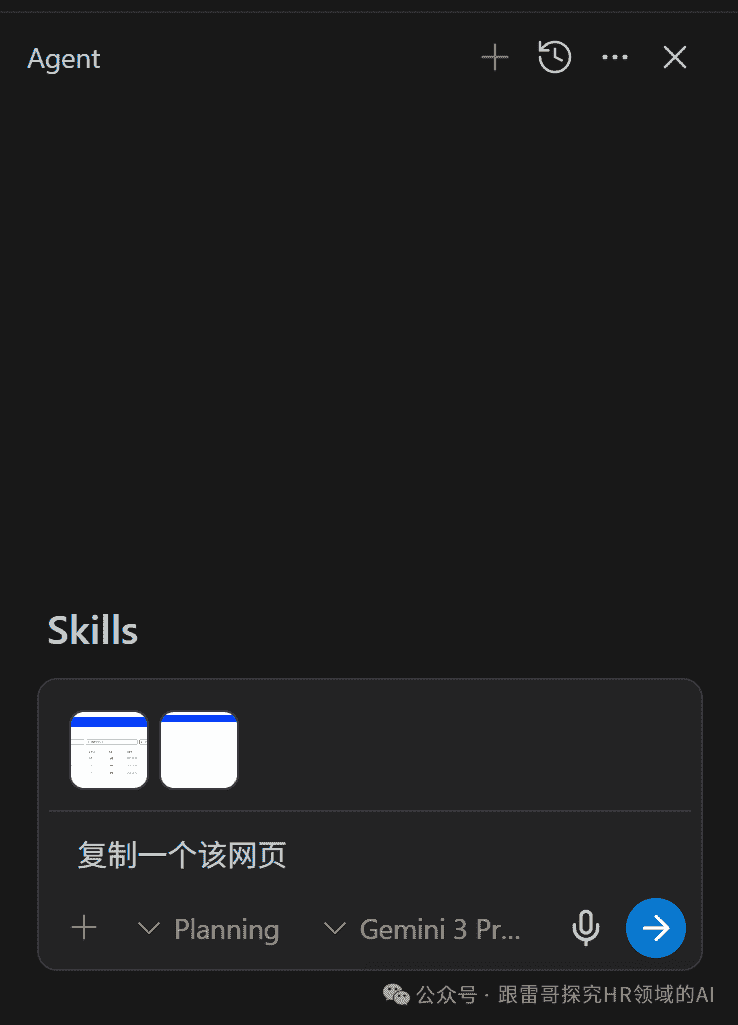 Agent
Skills
复制一个该网页
Planning
Gemini 3 Pr...
公众号 · 跟雷哥探究HR领域的AI